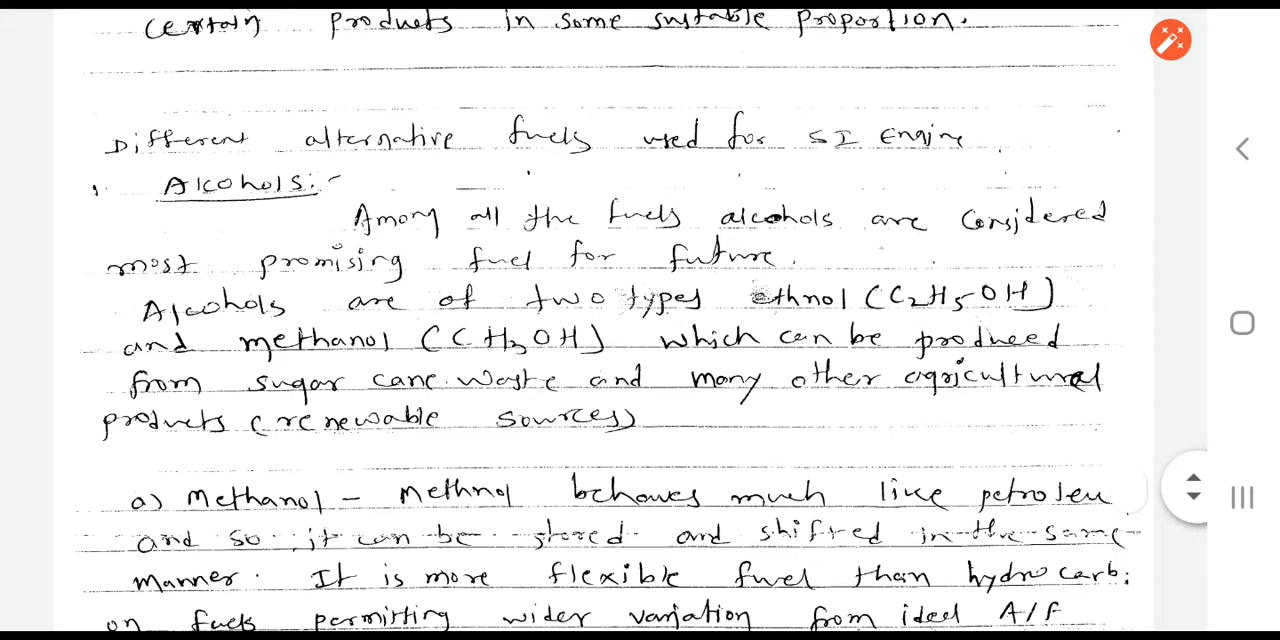 certain products in some suitable proportion.
Different alternative fuels used for SI Engine
1. Alcohols:-
Among all the fuels alcohols are considered
most promising fuel for future.
Alcohols are of two types ethnol (C2H5OH)
and methanol (CH3OH) which can be produced
from sugar cane waste and many other agricultural
products (renewable sources)
a) Methanol - Methnol behaves much like petroleu
and so it can be stored and shifted in the same
manner. It is more flexible fuel than hydrocarb:
on fuels permitting wider variation from ideal A/F